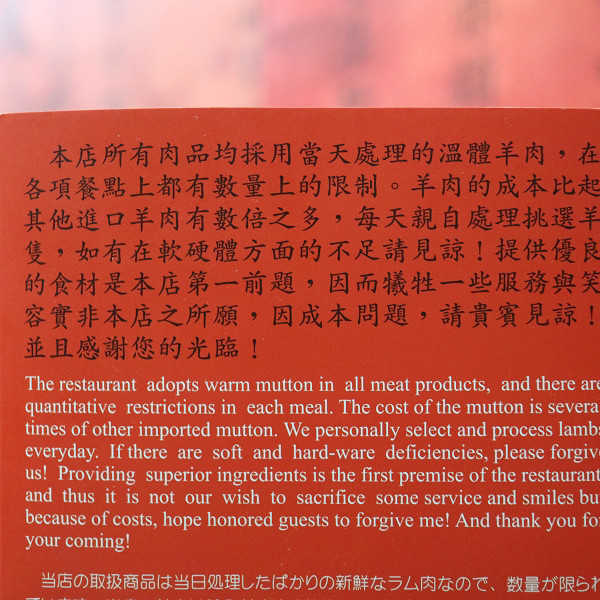 本店所有肉品均採用當天處理的溫體羊肉，在
各項餐點上都有數量上的限制。羊肉的成本比起
其他進口羊肉有數倍之多，每天親自處理挑選羊
隻，如有在軟硬體方面的不足請見諒！提供優良
的食材是本店第一前題，因而犧牲一些服務與笑
容實非本店之所願，因成本問題，請貴賓見諒！
並且感謝您的光臨！
The restaurant adopts warm mutton in all meat products, and there are
quantitative restrictions in each meal. The cost of the mutton is several
times of other imported mutton. We personally select and process lambs
everyday. If there are soft and hard-ware deficiencies, please forgive
us! Providing superior ingredients is the first premise of the restaurant
and thus it is not our wish to sacrifice some service and smiles but
because of costs, hope honored guests to forgive me! And thank you for
your coming!
当店の取扱商品は当日処理したばかりの新鮮なラム肉なので、数量が限られ